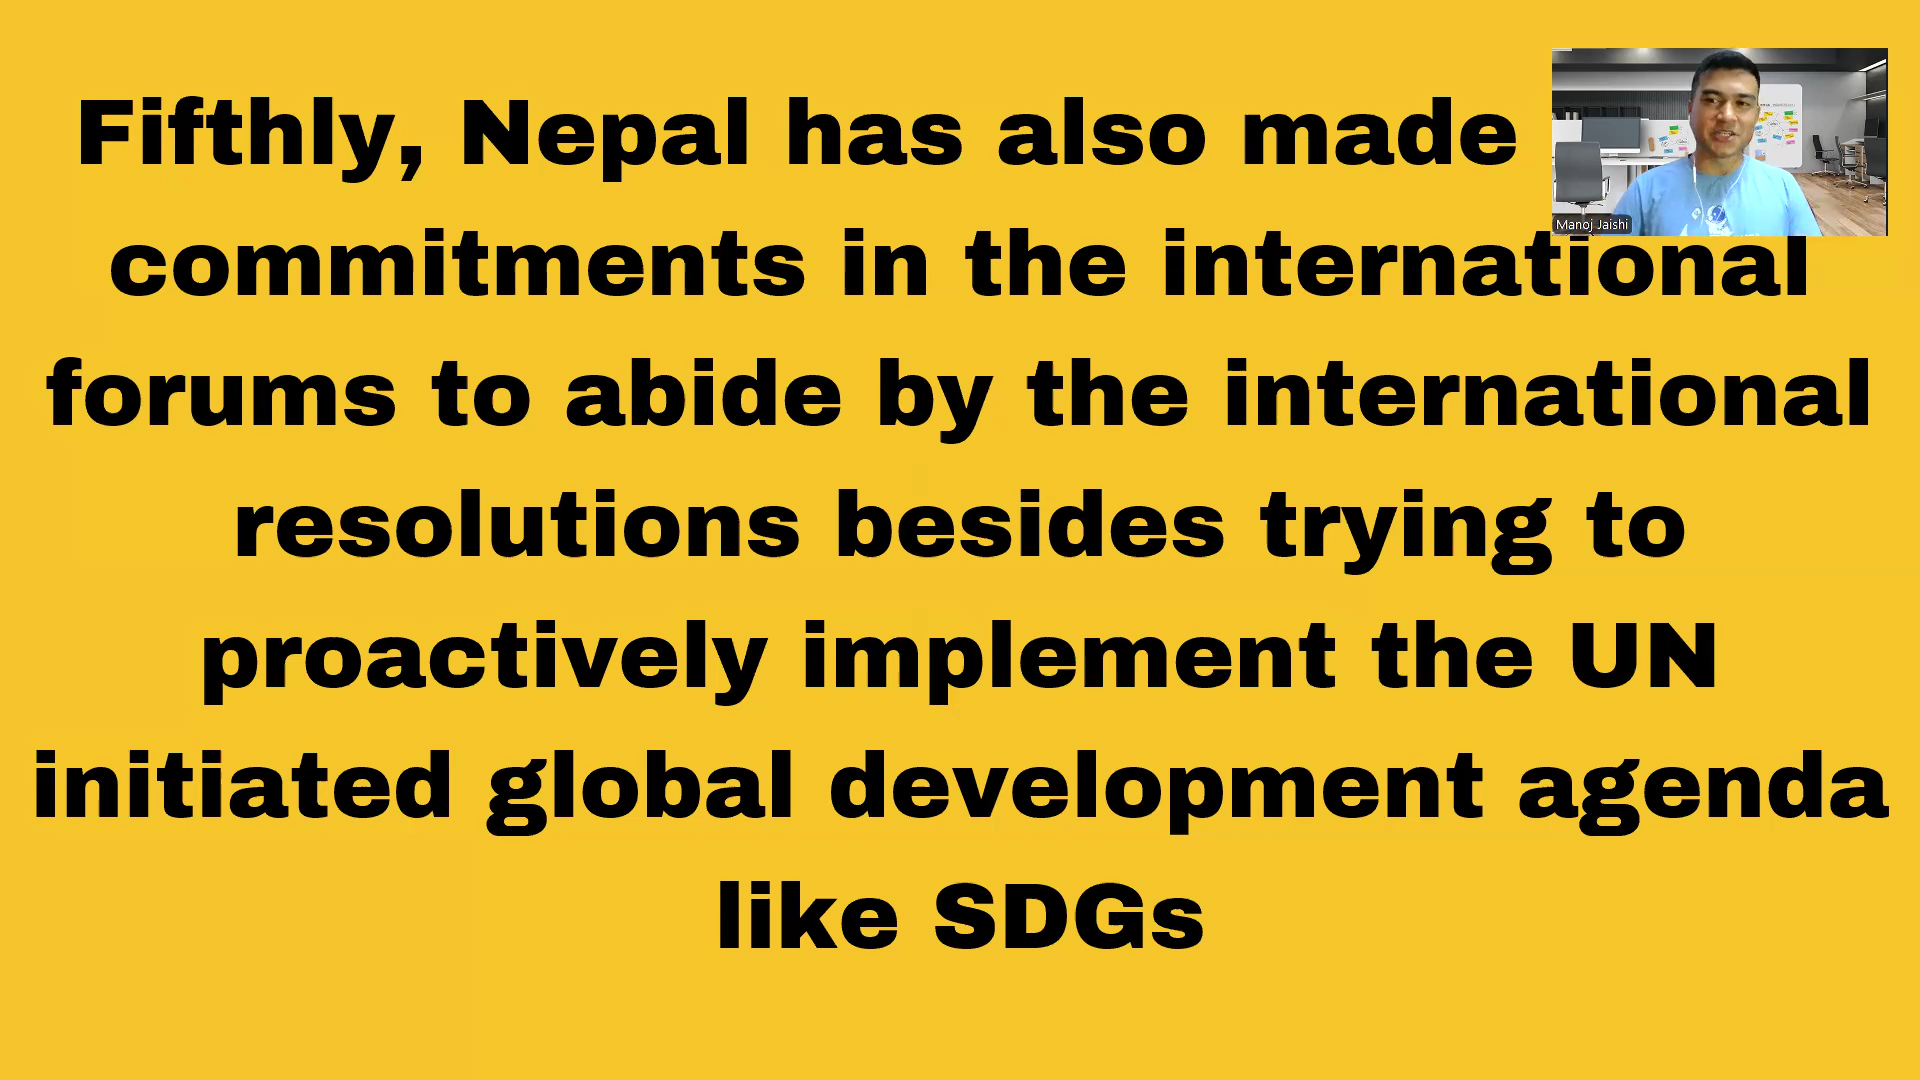 Fifthly, Nepal has also made
commitments in the international
forums to abide by the international
resolutions besides trying to
proactively implement the UN
initiated global development agenda
like SDGs
Manoj Jaishi